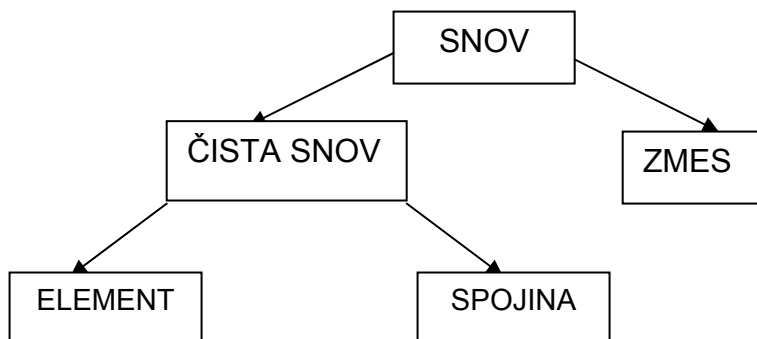 SNOV
ČISTA SNOV
ZMES
ELEMENT
SPOJINA